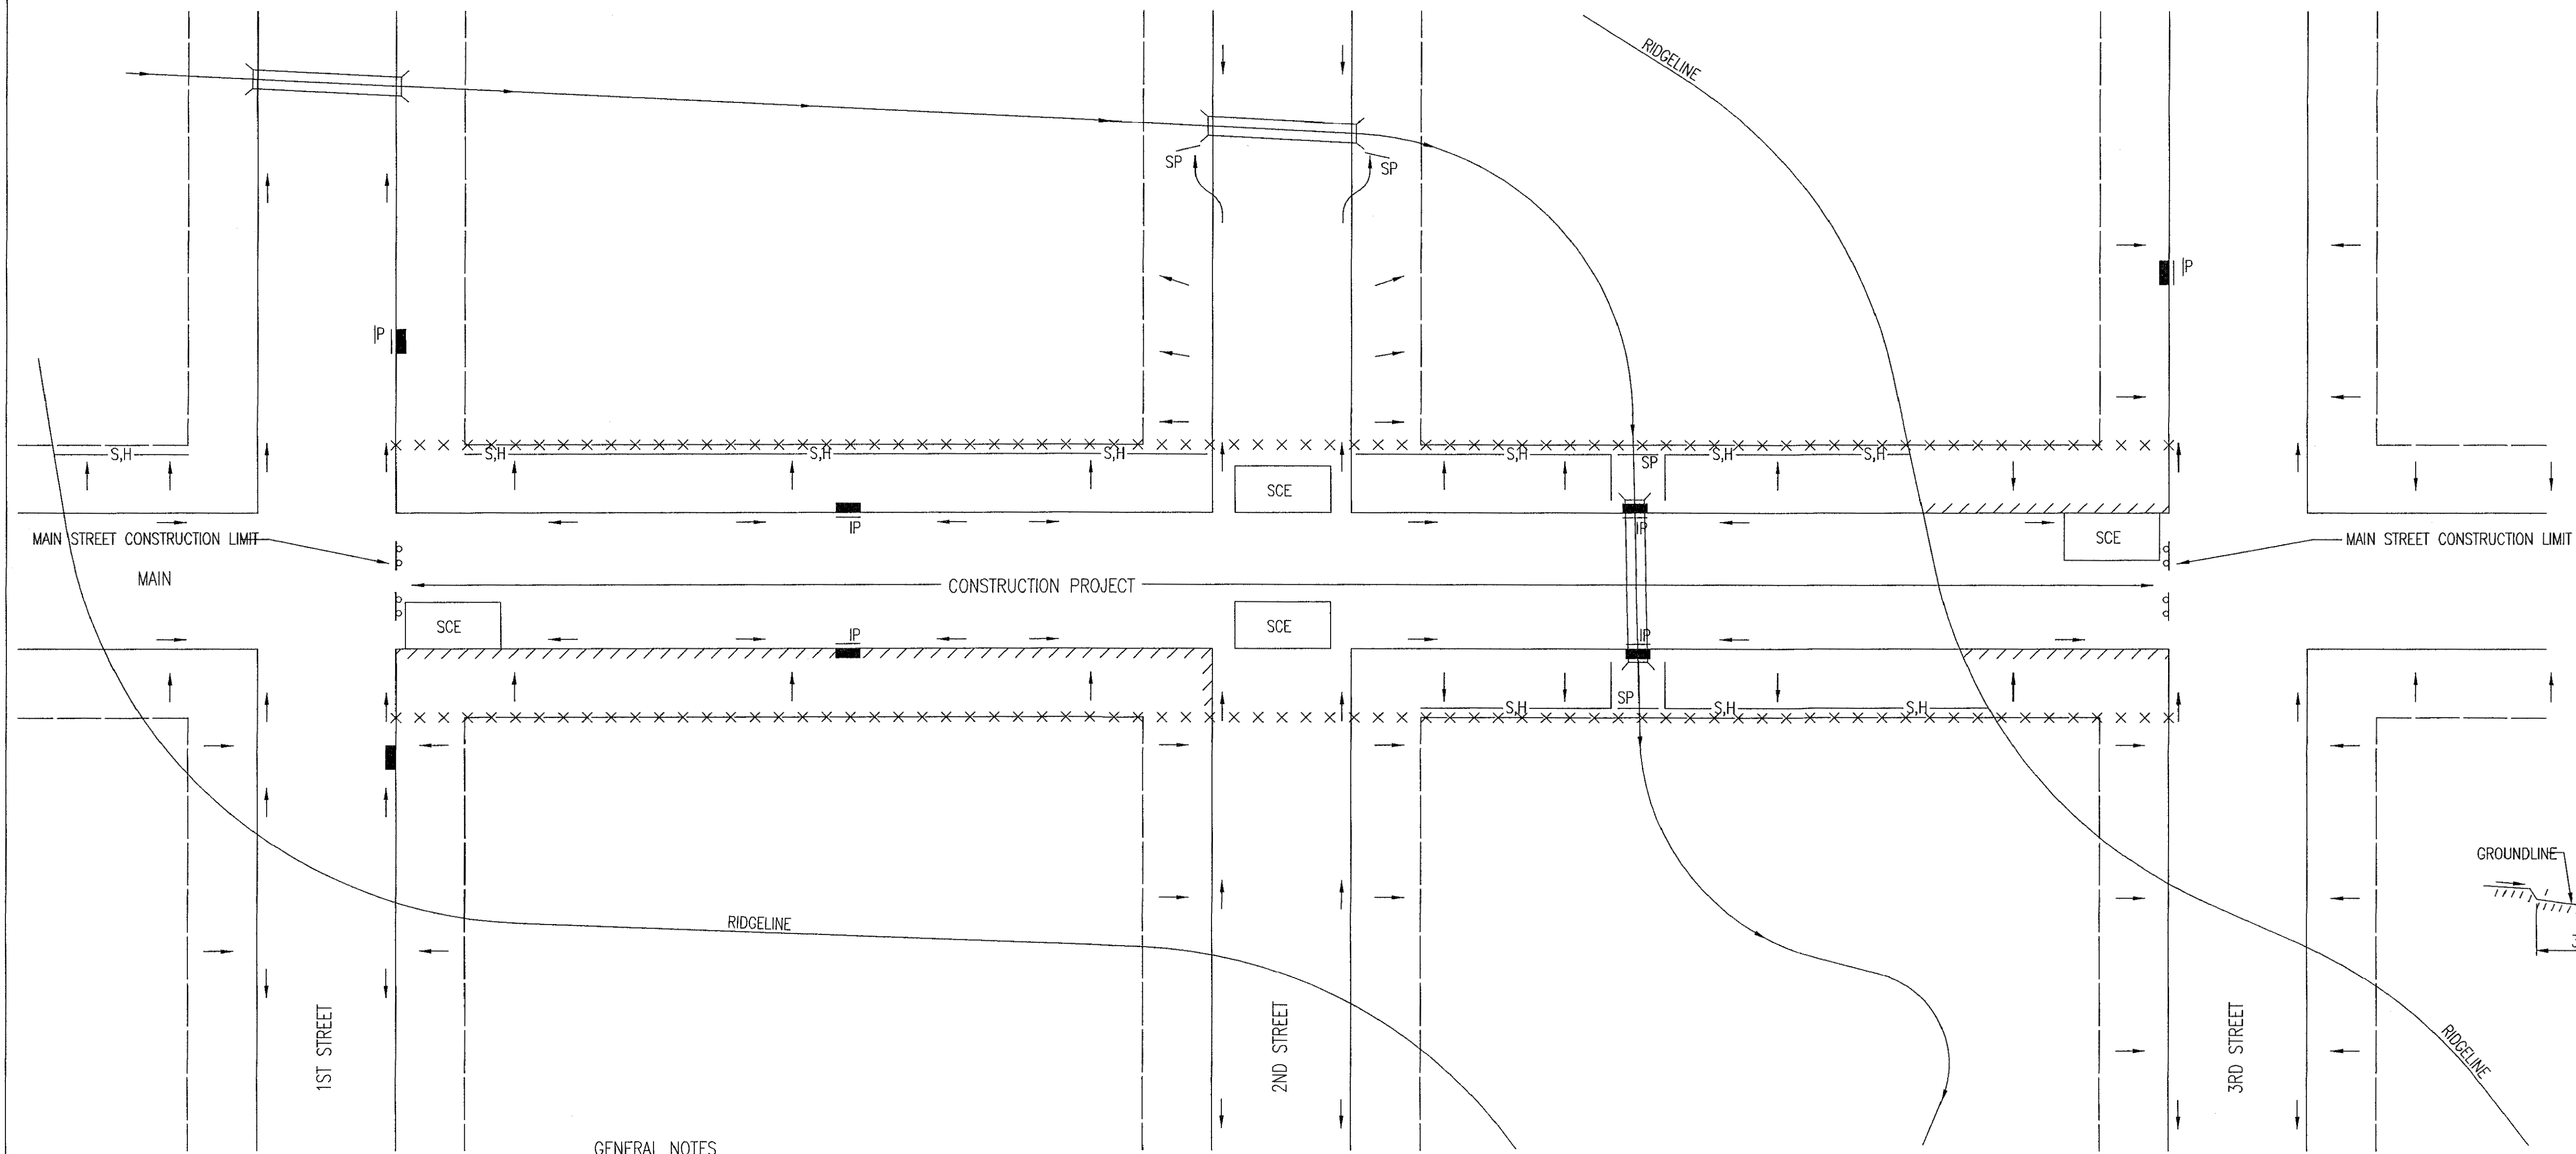 RIDGELINE
SP
SP
IP
IP
S,H
S,H
S,H
S,H
S,H
SP
S,H
S,H
SCE
IP
IP
MAIN STREET CONSTRUCTION LIMIT
SCE
MAIN STREET CONSTRUCTION LIMIT
MAIN
CONSTRUCTION PROJECT
SCE
SCE
IP
IP
S,H
SP
S,H
S,H
GROUNDLINE
RIDGELINE
1ST STREET
2ND STREET
3RD STREET
RIDGELINE
GENERAL NOTES